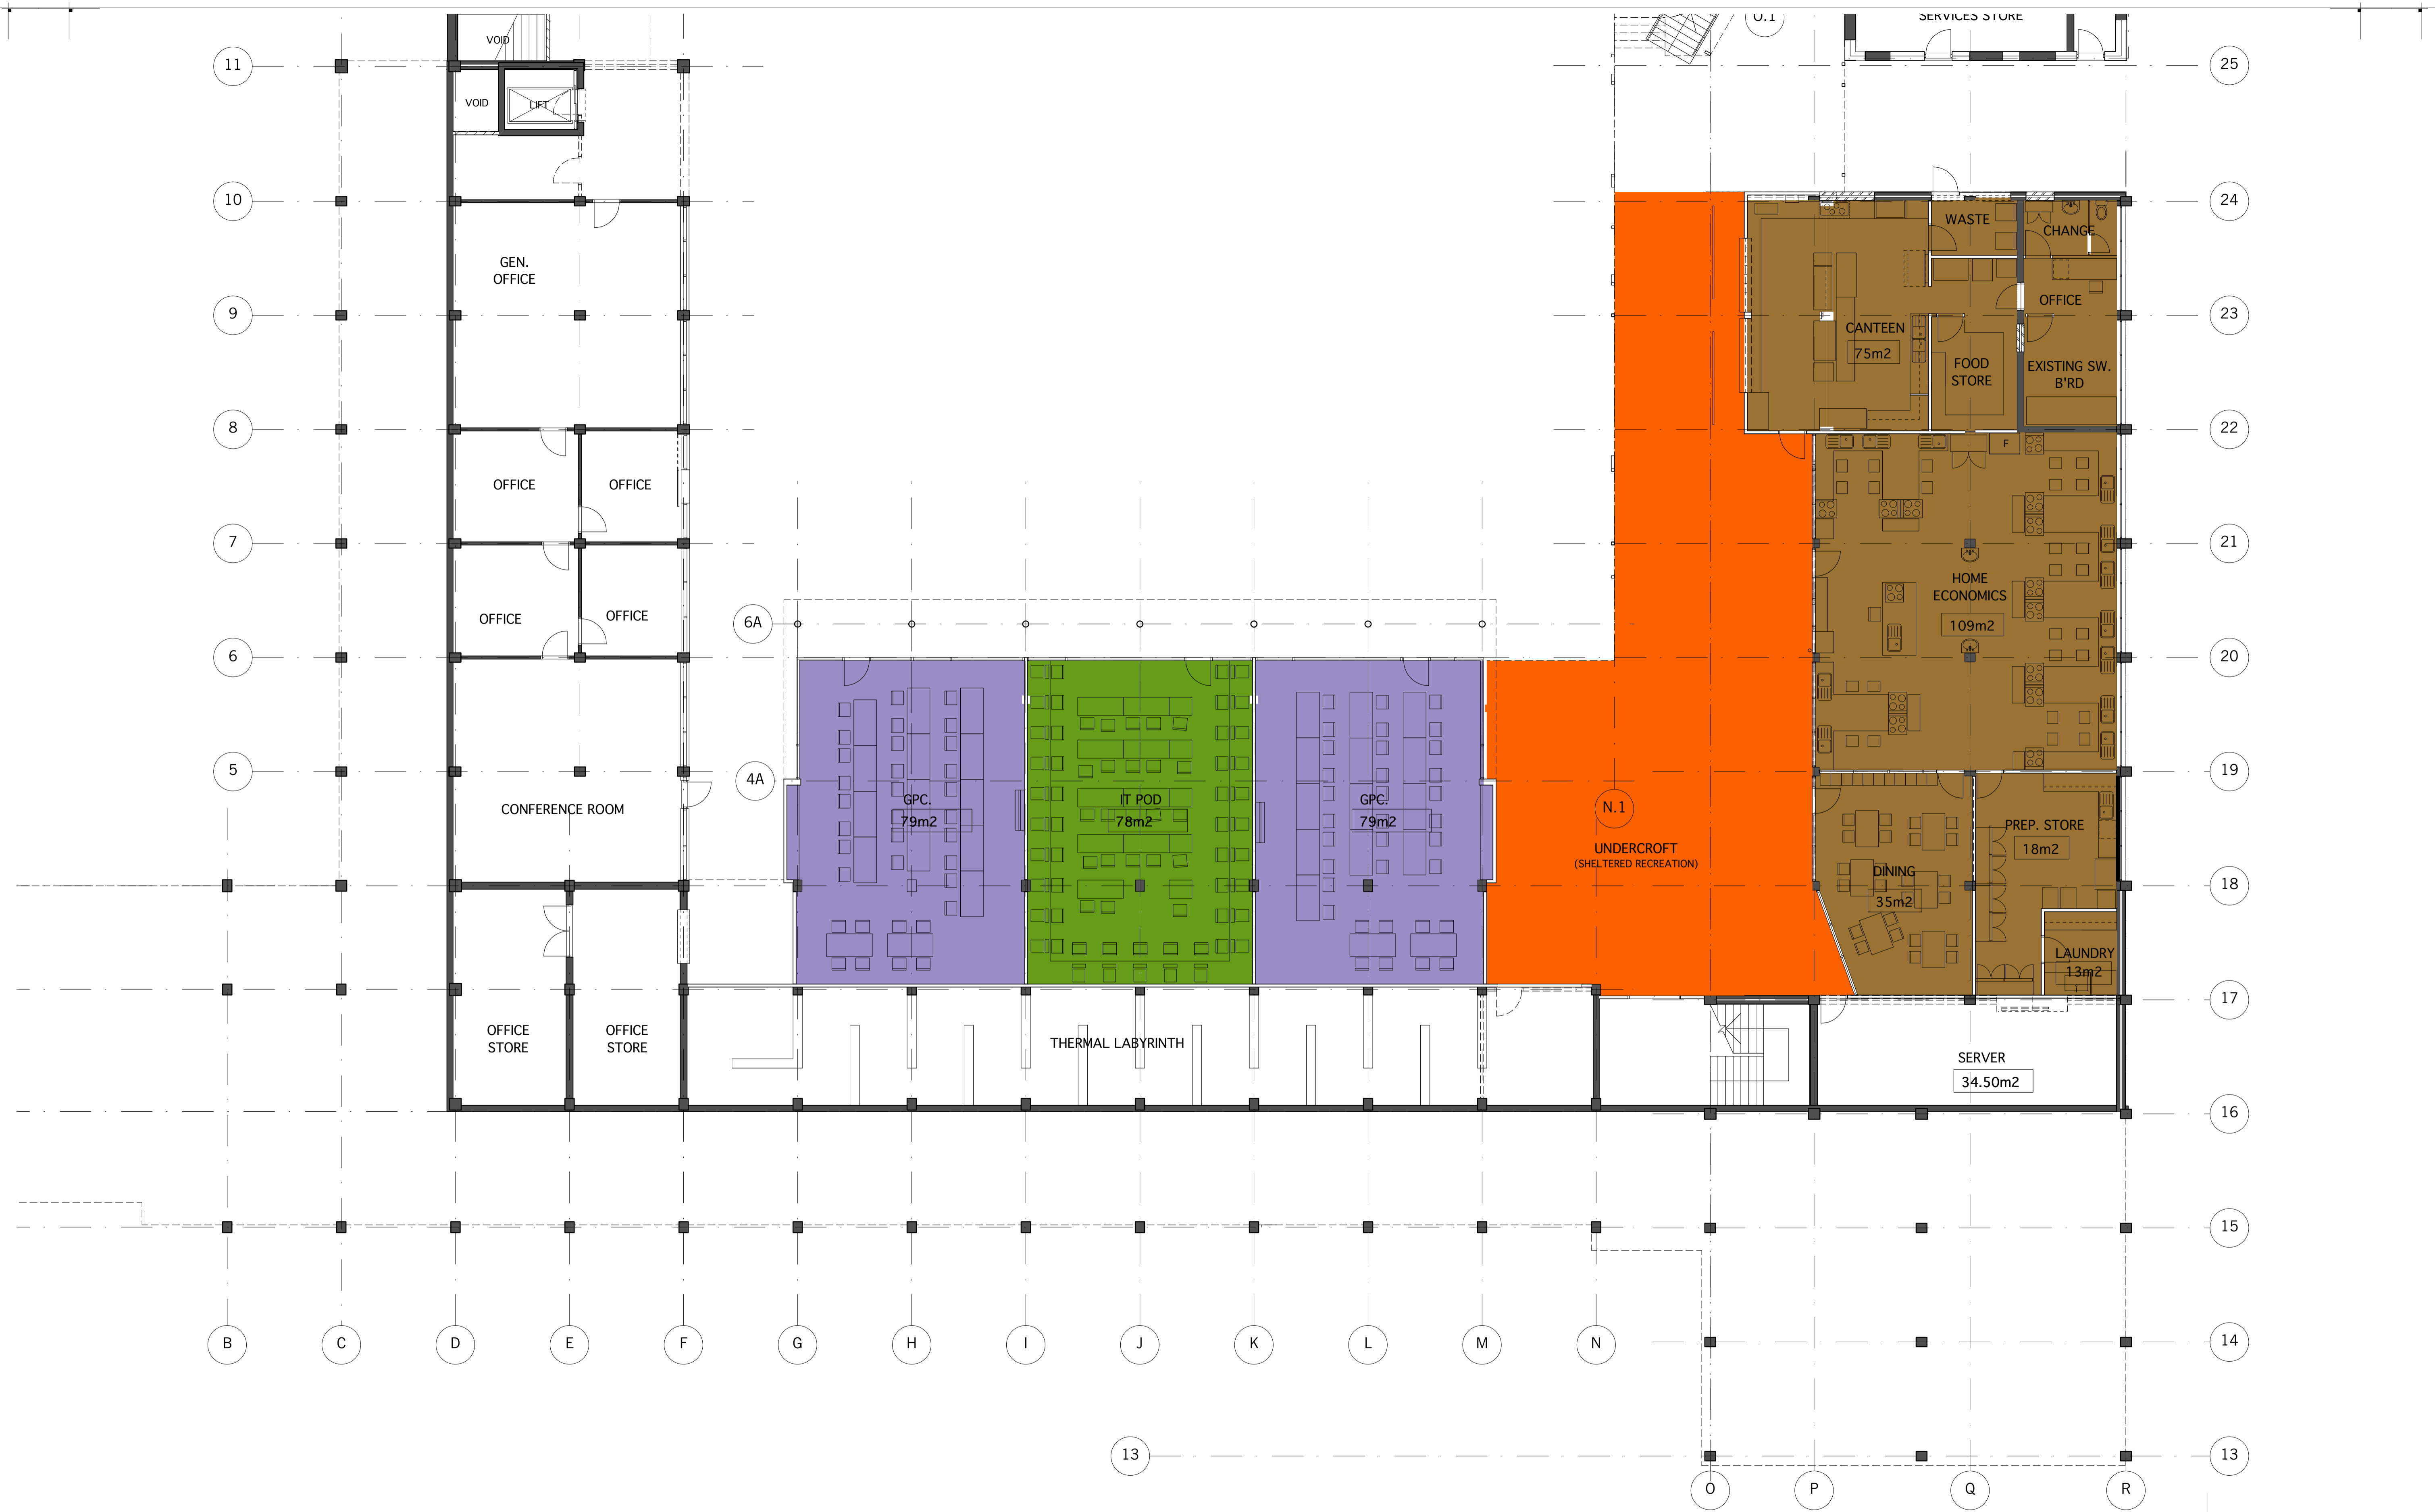 VOID
O.1
SERVICES STORE
11
25
VOID
LIFT
10
24
WASTE
CHANGE
GEN.
OFFICE
OFFICE
9
23
CANTEEN
75m2
FOOD
STORE
EXISTING SW.
B'RD
8
22
F
OFFICE
OFFICE
7
21
HOME
ECONOMICS
109m2
OFFICE
OFFICE
6A
6
20
5
4A
19
CONFERENCE ROOM
GPC.
79m2
IT POD
78m2
GPC.
79m2
N.1
UNDERCROFT
(SHELTERED RECREATION)
PREP. STORE
18m2
DINING
35m2
18
LAUNDRY
13m2
17
OFFICE
STORE
OFFICE
STORE
THERMAL LABYRINTH
SERVER
34.50m2
16
15
B
C
D
E
F
G
H
I
J
K
L
M
N
14
13
13
O
P
Q
R